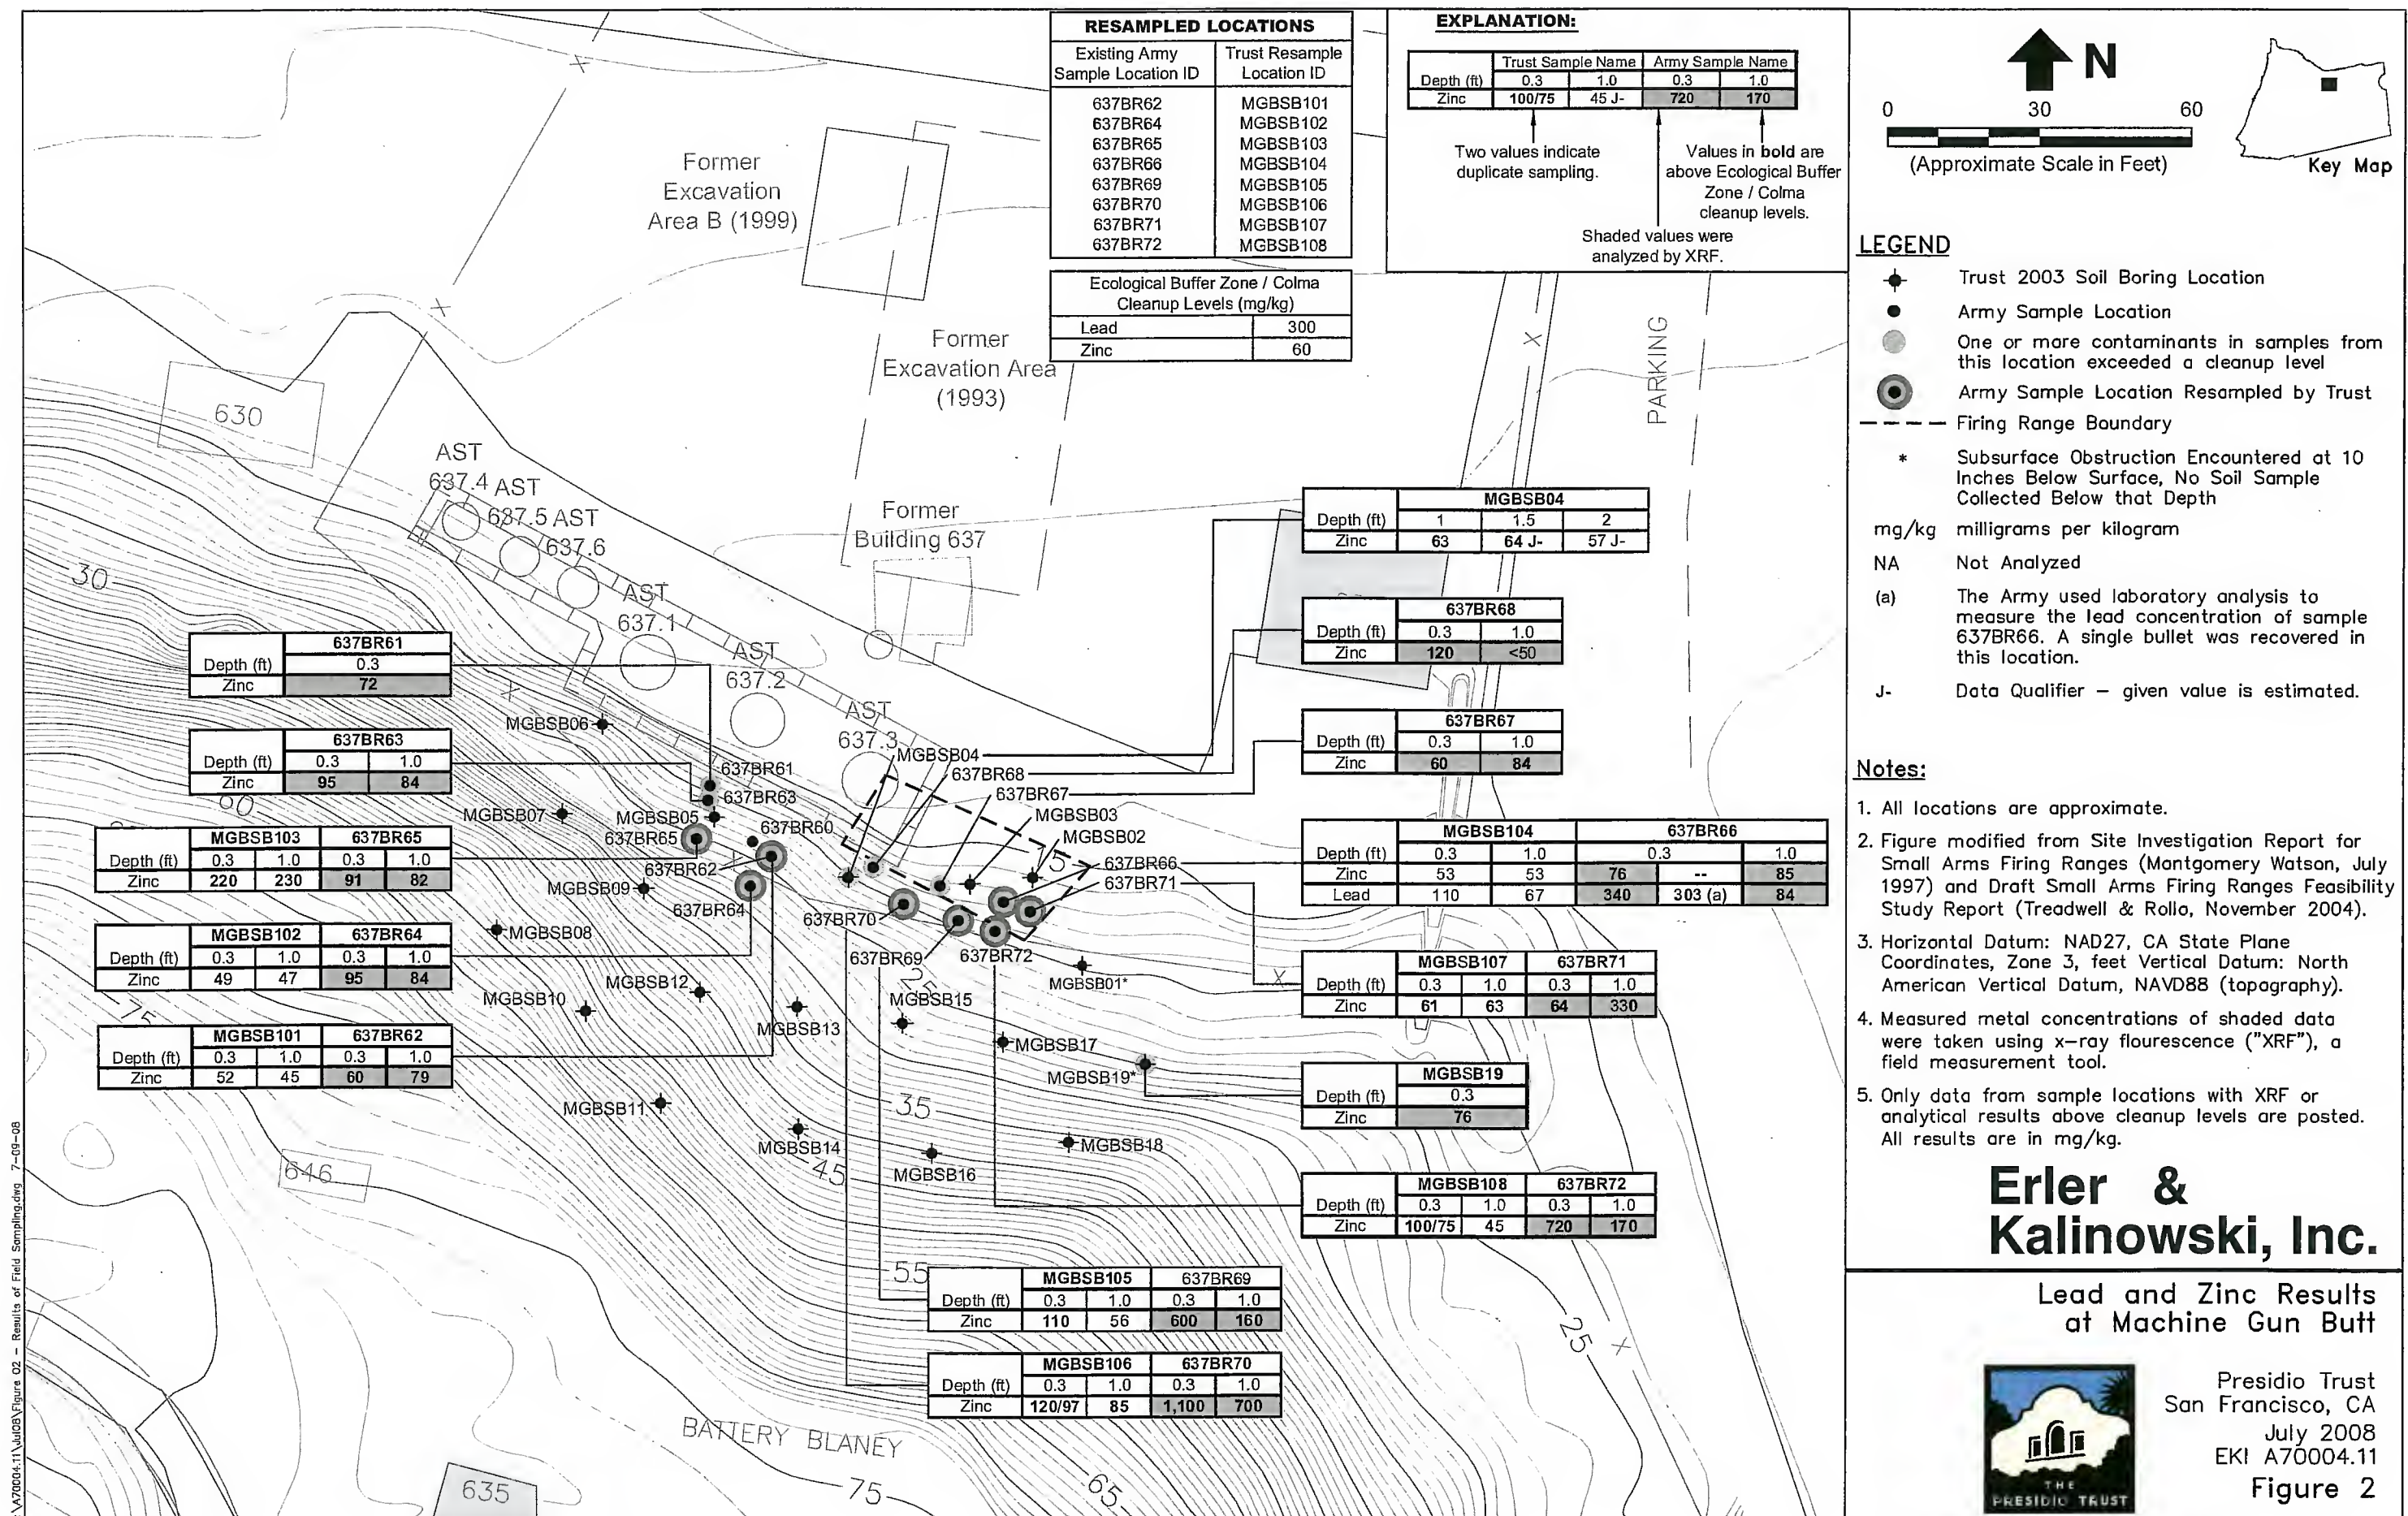 RESAMPLED LOCATIONS
Existing Army Sample Location ID Trust Resample Location ID
637BR62 MGBSB101
637BR64 MGBSB102
637BR65 MGBSB103
637BR66 MGBSB104
637BR69 MGBSB105
637BR70 MGBSB106
637BR71 MGBSB107
637BR72 MGBSB108
Ecological Buffer Zone / Colma
Cleanup Levels (mg/kg)
Lead 300
Zinc 60
EXPLANATION:
Trust Sample Name Army Sample Name
Depth (ft) 0.3 1.0 0.3 1.0
Zinc 100/75 45 J- 720 170
Two values indicate
duplicate sampling.
Values in bold are
above Ecological Buffer
Zone / Colma
cleanup levels.
Shaded values were
analyzed by XRF.
N
0 30 60
(Approximate Scale in Feet)
Key Map
LEGEND
Trust 2003 Soil Boring Location
Army Sample Location
One or more contaminants in samples from
this location exceeded a cleanup level
Army Sample Location Resampled by Trust
Firing Range Boundary
* Subsurface Obstruction Encountered at 10
Inches Below Surface, No Soil Sample
Collected Below that Depth
mg/kg milligrams per kilogram
NA Not Analyzed
(a) The Army used laboratory analysis to
measure the lead concentration of sample
637BR66. A single bullet was recovered in
this location.
J- Data Qualifier – given value is estimated.
Notes:
1. All locations are approximate.
2. Figure modified from Site Investigation Report for
Small Arms Firing Ranges (Montgomery Watson, July
1997) and Draft Small Arms Firing Ranges Feasibility
Study Report (Treadwell & Rollo, November 2004).
3. Horizontal Datum: NAD27, CA State Plane
Coordinates, Zone 3, feet Vertical Datum: North
American Vertical Datum, NAVD88 (topography).
4. Measured metal concentrations of shaded data
were taken using x-ray flourescence ("XRF"), a
field measurement tool.
5. Only data from sample locations with XRF or
analytical results above cleanup levels are posted.
All results are in mg/kg.
Erler &
Kalinowski, Inc.
Lead and Zinc Results
at Machine Gun Butt
Presidio Trust
San Francisco, CA
July 2008
EKI A70004.11
Figure 2
THE
PRESIDIO TRUST
Former
Excavation
Area B (1999)
Former
Excavation Area
(1993)
Former
Building 637
PARKING
630
AST
637.4
AST
637.5
AST
637.6
AST
637.1
AST
637.2
AST
637.3
30
60
75
15
25
35
45
55
65
75
25
646
635
BATTERY BLANEY
637BR61
Depth (ft) 0.3
Zinc 72
637BR63
Depth (ft) 0.3 1.0
Zinc 95 84
MGBSB103 637BR65
Depth (ft) 0.3 1.0 0.3 1.0
Zinc 220 230 91 82
MGBSB102 637BR64
Depth (ft) 0.3 1.0 0.3 1.0
Zinc 49 47 95 84
MGBSB101 637BR62
Depth (ft) 0.3 1.0 0.3 1.0
Zinc 52 45 60 79
MGBSB04
Depth (ft) 1 1.5 2
Zinc 63 64 J- 57 J-
637BR68
Depth (ft) 0.3 1.0
Zinc 120 <50
637BR67
Depth (ft) 0.3 1.0
Zinc 60 84
MGBSB104 637BR66
Depth (ft) 0.3 1.0 0.3 1.0
Zinc 53 53 76 -- 85
Lead 110 67 340 303 (a) 84
MGBSB107 637BR71
Depth (ft) 0.3 1.0 0.3 1.0
Zinc 61 63 64 330
MGBSB19
Depth (ft) 0.3
Zinc 76
MGBSB108 637BR72
Depth (ft) 0.3 1.0 0.3 1.0
Zinc 100/75 45 720 170
MGBSB105 637BR69
Depth (ft) 0.3 1.0 0.3 1.0
Zinc 110 56 600 160
MGBSB106 637BR70
Depth (ft) 0.3 1.0 0.3 1.0
Zinc 120/97 85 1,100 700
MGBSB06
637BR61
637BR63
MGBSB07
MGBSB05
637BR65
637BR60
637BR62
MGBSB09
637BR64
MGBSB08
MGBSB12
MGBSB10
MGBSB13
MGBSB11
MGBSB14
MGBSB04
637BR68
637BR67
MGBSB03
MGBSB02
637BR66
637BR71
637BR70
637BR69
637BR72
MGBSB01*
MGBSB15
MGBSB17
MGBSB19*
MGBSB18
MGBSB16
\A70004.11\Jul08\Figure 02 – Results of Field Sampling.dwg 7-09-08